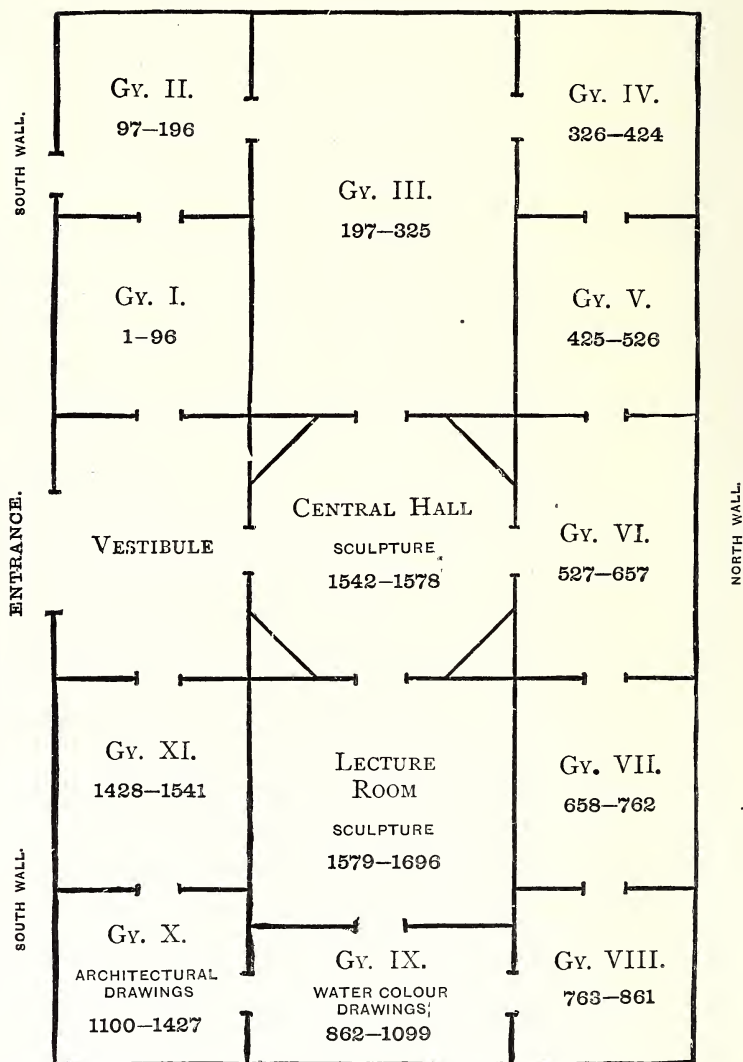 SOUTH WALL.
GY. II.
97–196
GY. III.
197–325
GY. IV.
326–424
GY. I.
1–96
GY. V.
425–526
ENTRANCE.
VESTIBULE
CENTRAL HALL
SCULPTURE
1542–1578
GY. VI.
527–657
NORTH WALL.
GY. XI.
1428–1541
LECTURE
ROOM
SCULPTURE
1579–1696
GY. VII.
658–762
SOUTH WALL.
GY. X.
ARCHITECTURAL
DRAWINGS
1100–1427
GY. IX.
WATER COLOUR
DRAWINGS
862–1099
GY. VIII.
763–861